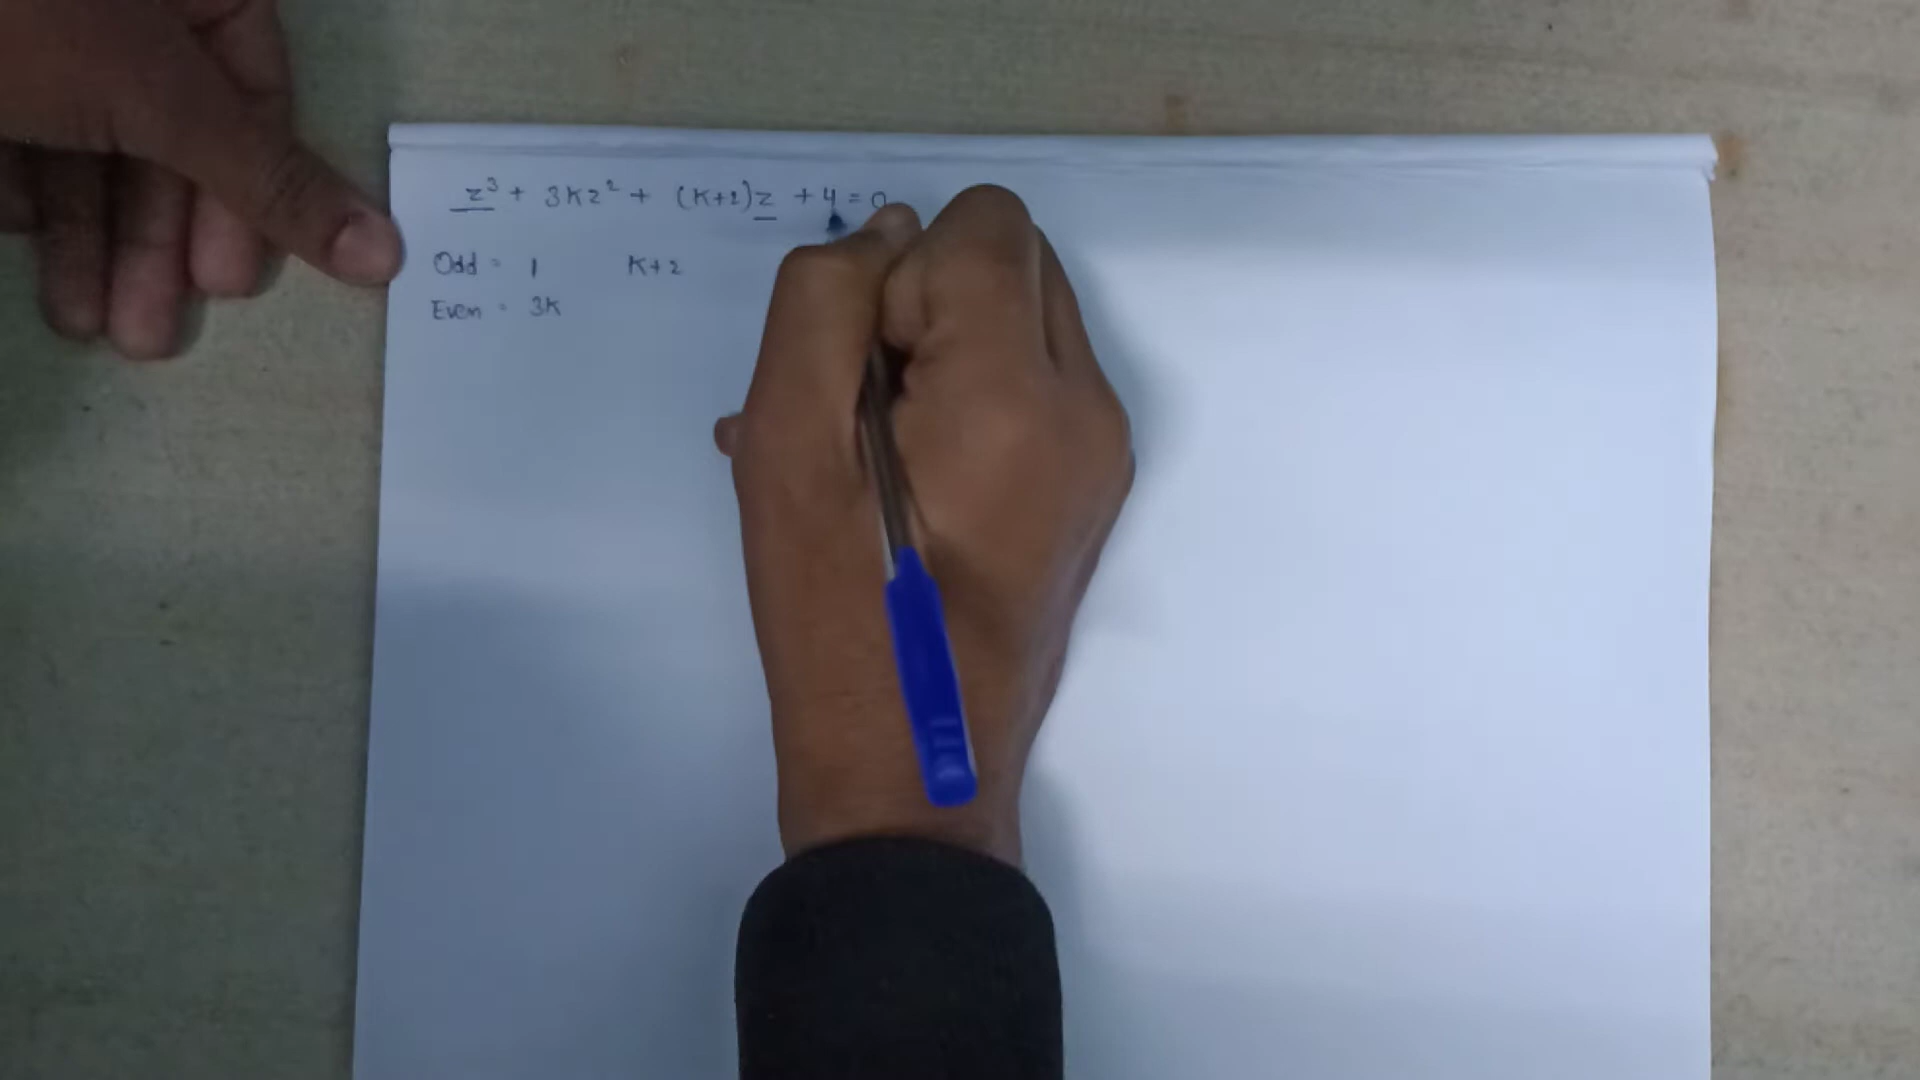 z³ + 3Kz² + (K+2)z + 4 = 0
Odd = 1 K+2
Even = 3K